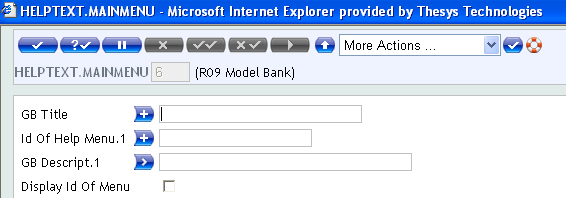 HELPTEXT.MAINMENU - Microsoft Internet Explorer provided by Thesys Technologies
More Actions ...
HELPTEXT.MAINMENU 6 (R09 Model Bank)
GB Title
Id Of Help Menu.1
GB Descript.1
Display Id Of Menu